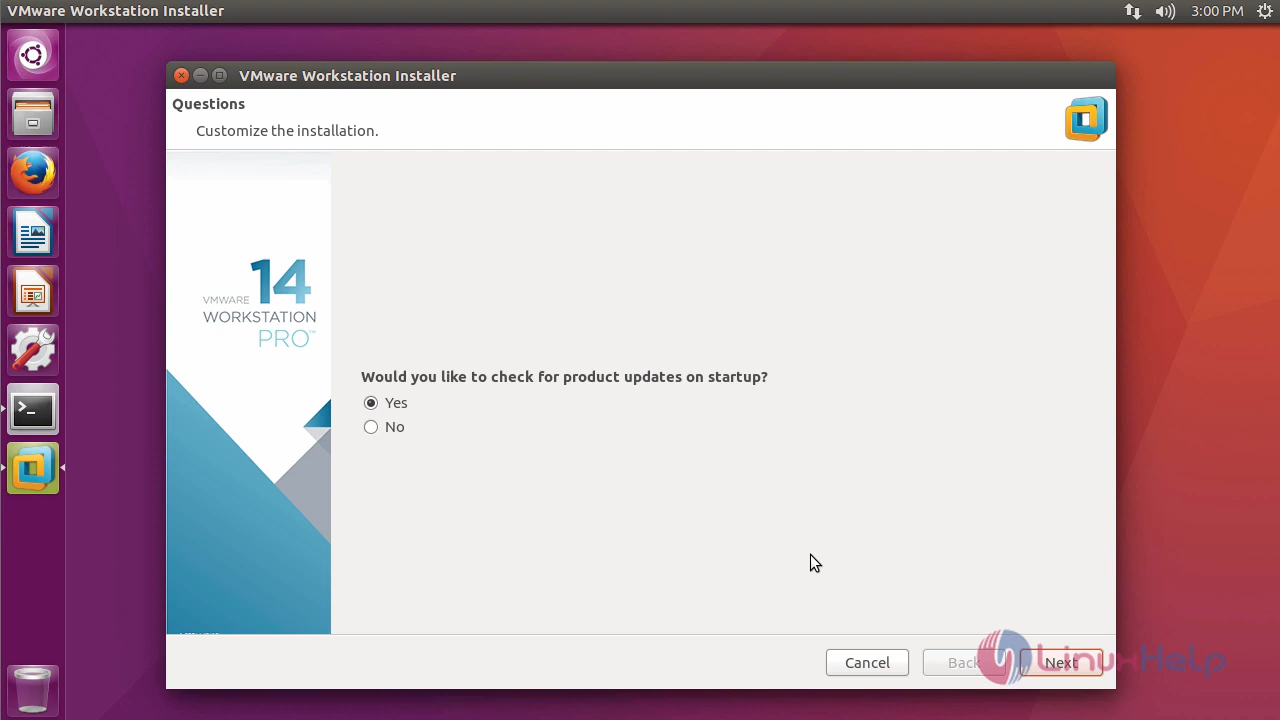 VMware Workstation Installer
3:00 PM
VMware Workstation Installer
Questions
Customize the installation.
14
VMWARE
WORKSTATION
PRO™
Would you like to check for product updates on startup?
Yes
No
Cancel
Back
Next
LinuxHelp